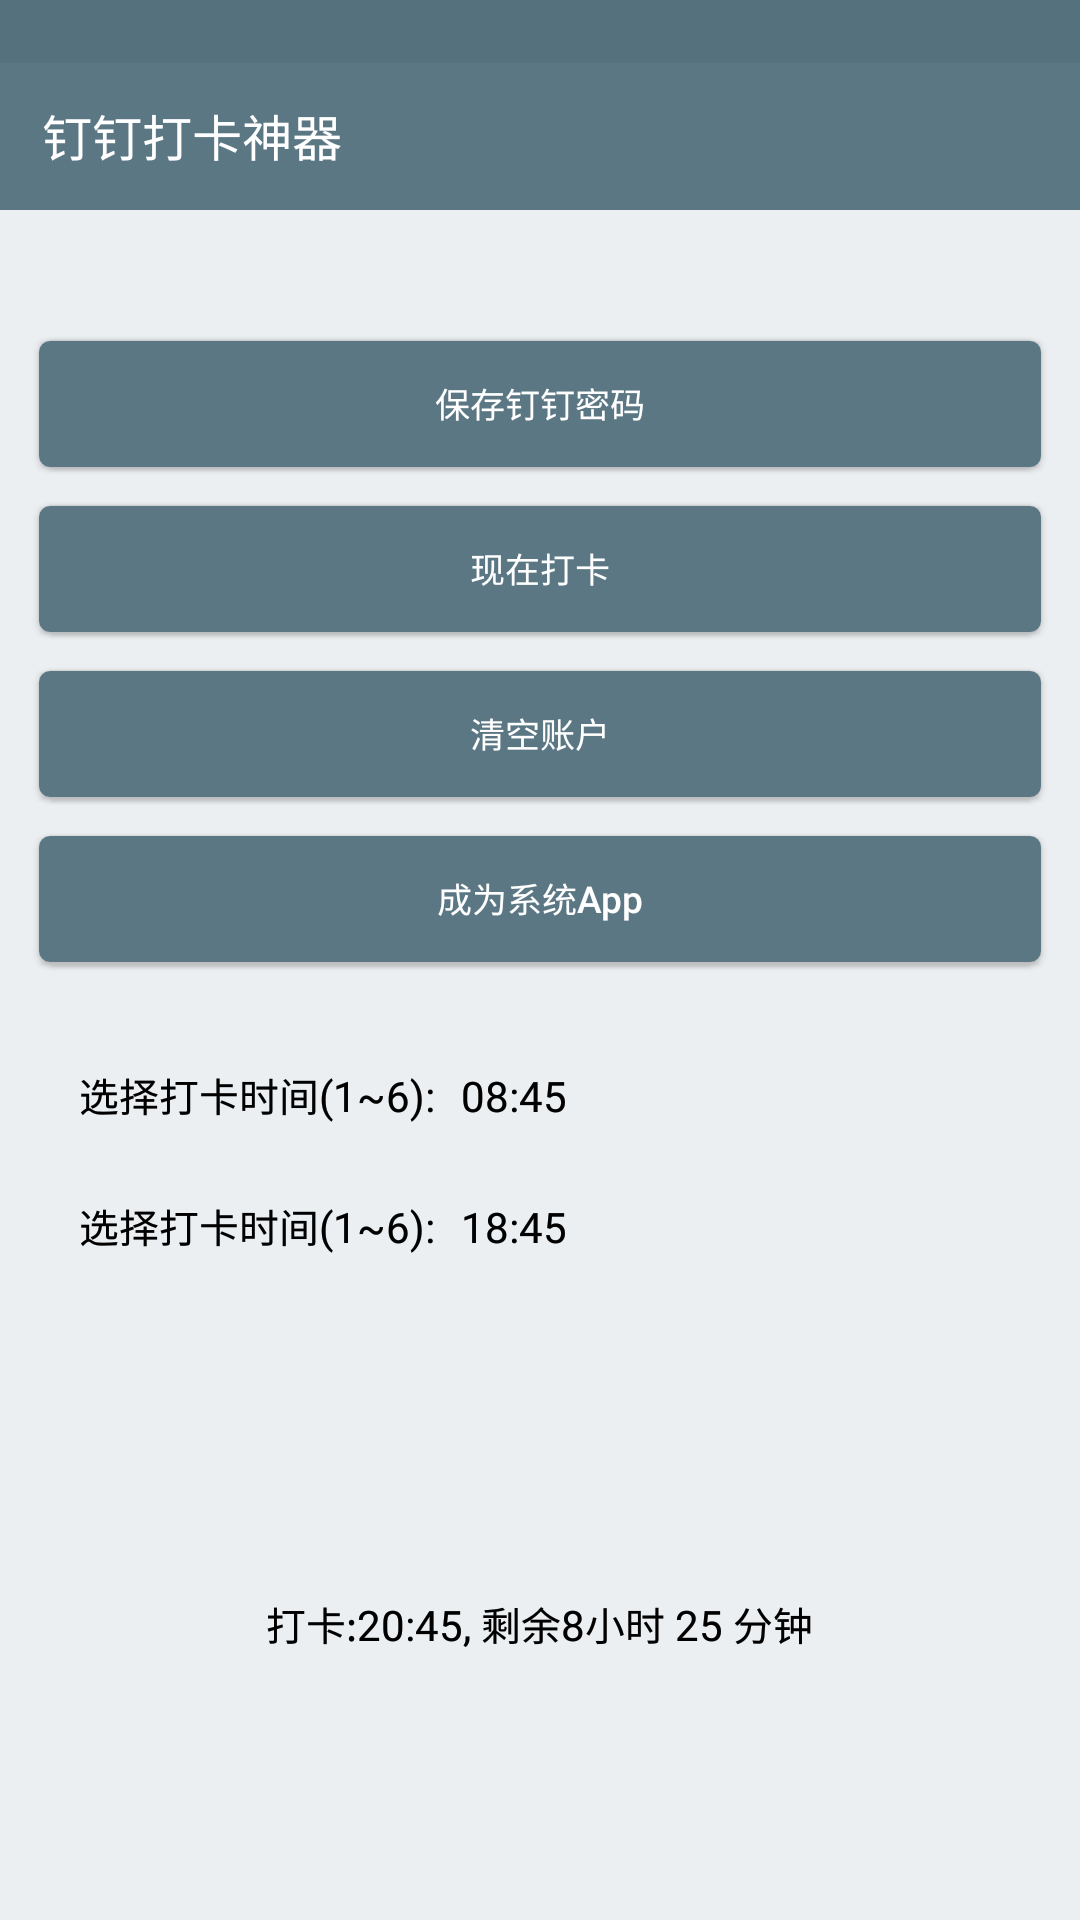 钉钉打卡神器
保存钉钉密码
现在打卡
清空账户
成为系统App
选择打卡时间(1~6): 08:45
选择打卡时间(1~6): 18:45
打卡:20:45, 剩余8小时 25 分钟